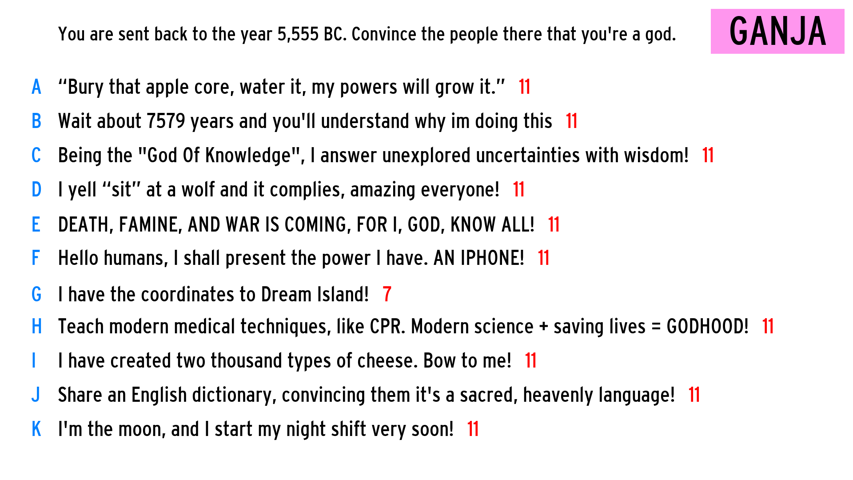 You are sent back to the year 5,555 BC. Convince the people there that you're a god.
GANJA
A “Bury that apple core, water it, my powers will grow it.” 11
B Wait about 7579 years and you'll understand why im doing this 11
C Being the "God Of Knowledge", I answer unexplored uncertainties with wisdom! 11
D I yell “sit” at a wolf and it complies, amazing everyone! 11
E DEATH, FAMINE, AND WAR IS COMING, FOR I, GOD, KNOW ALL! 11
F Hello humans, I shall present the power I have. AN IPHONE! 11
G I have the coordinates to Dream Island! 7
H Teach modern medical techniques, like CPR. Modern science + saving lives = GODHOOD! 11
I I have created two thousand types of cheese. Bow to me! 11
J Share an English dictionary, convincing them it's a sacred, heavenly language! 11
K I'm the moon, and I start my night shift very soon! 11